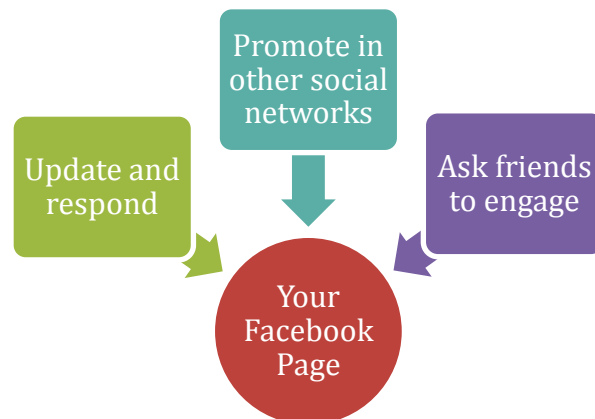 Promote in
other social
networks
Update and
respond
Ask friends
to engage
Your
Facebook
Page